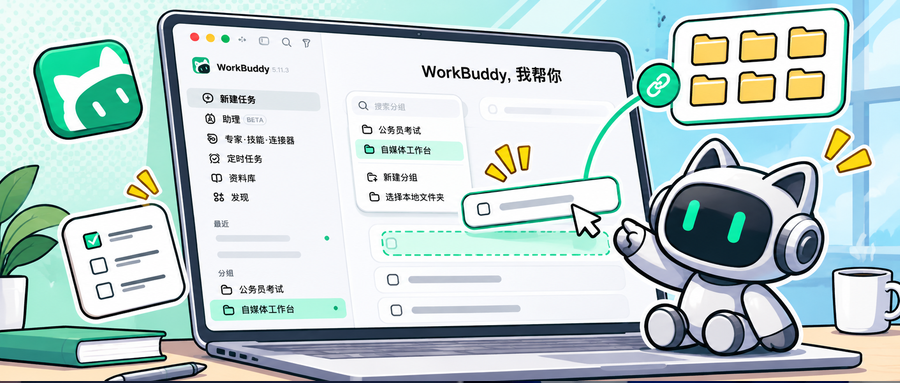 WorkBuddy 5.11.3
新建任务
助理 BETA
专家·技能·连接器
定时任务
资料库
发现
最近
分组
公务员考试
自媒体工作台
WorkBuddy, 我帮你
搜索分组
公务员考试
自媒体工作台
新建分组
选择本地文件夹